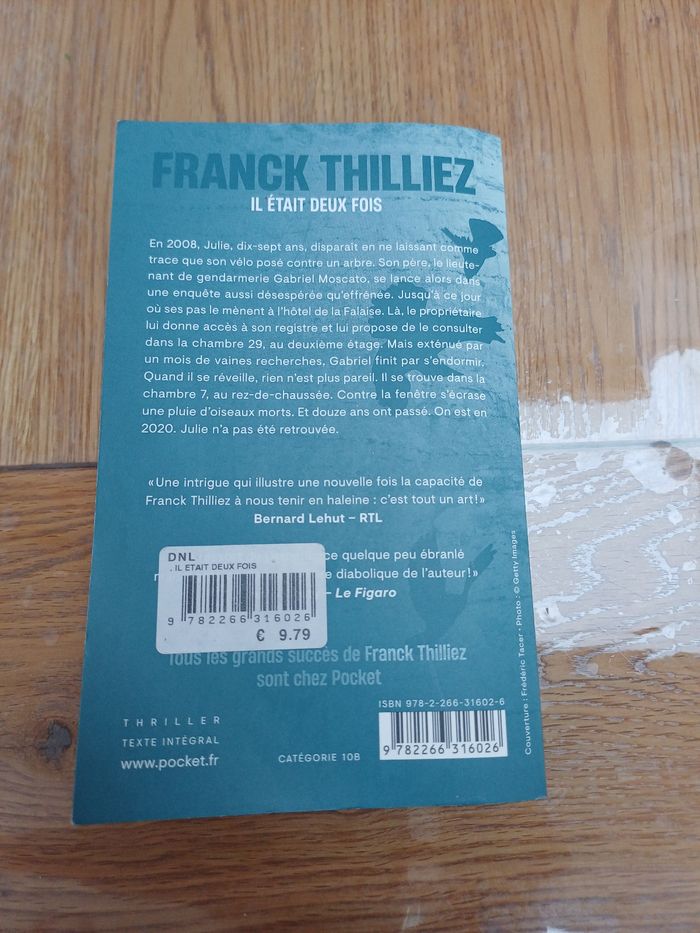 FRANCK THILLIEZ
IL ÉTAIT DEUX FOIS
En 2008, Julie, dix-sept ans, disparaît en ne laissant comme
trace que son vélo posé contre un arbre. Son père, le lieute-
nant de gendarmerie Gabriel Moscato, se lance alors dans
une enquête aussi désespérée qu'effrénée. Jusqu'à ce jour
où ses pas le mènent à l'hôtel de la Falaise. Là, le propriétaire
lui donne accès à son registre et lui propose de le consulter
dans la chambre 29, au deuxième étage. Mais exténué par
un mois de vaines recherches, Gabriel finit par s'endormir.
Quand il se réveille, rien n'est plus pareil. Il se trouve dans la
chambre 7, au rez-de-chaussée. Contre la fenêtre s'écrase
une pluie d'oiseaux morts. Et douze ans ont passé. On est en
2020. Julie n'a pas été retrouvée.
«Une intrigue qui illustre une nouvelle fois la capacité de
Franck Thilliez à nous tenir en haleine : c'est tout un art!»
Bernard Lehut – RTL
ce quelque peu ébranlé
diabolique de l'auteur!»
– Le Figaro
DNL
. IL ETAIT DEUX FOIS
9 782266 316026
€ 9.79
Tous les grands succès de Franck Thilliez
sont chez Pocket
THRILLER
TEXTE INTÉGRAL
www.pocket.fr
CATÉGORIE 10B
ISBN 978-2-266-31602-6
9 782266 316026
Couverture : Frédéric Tacer - Photo : © Getty Images